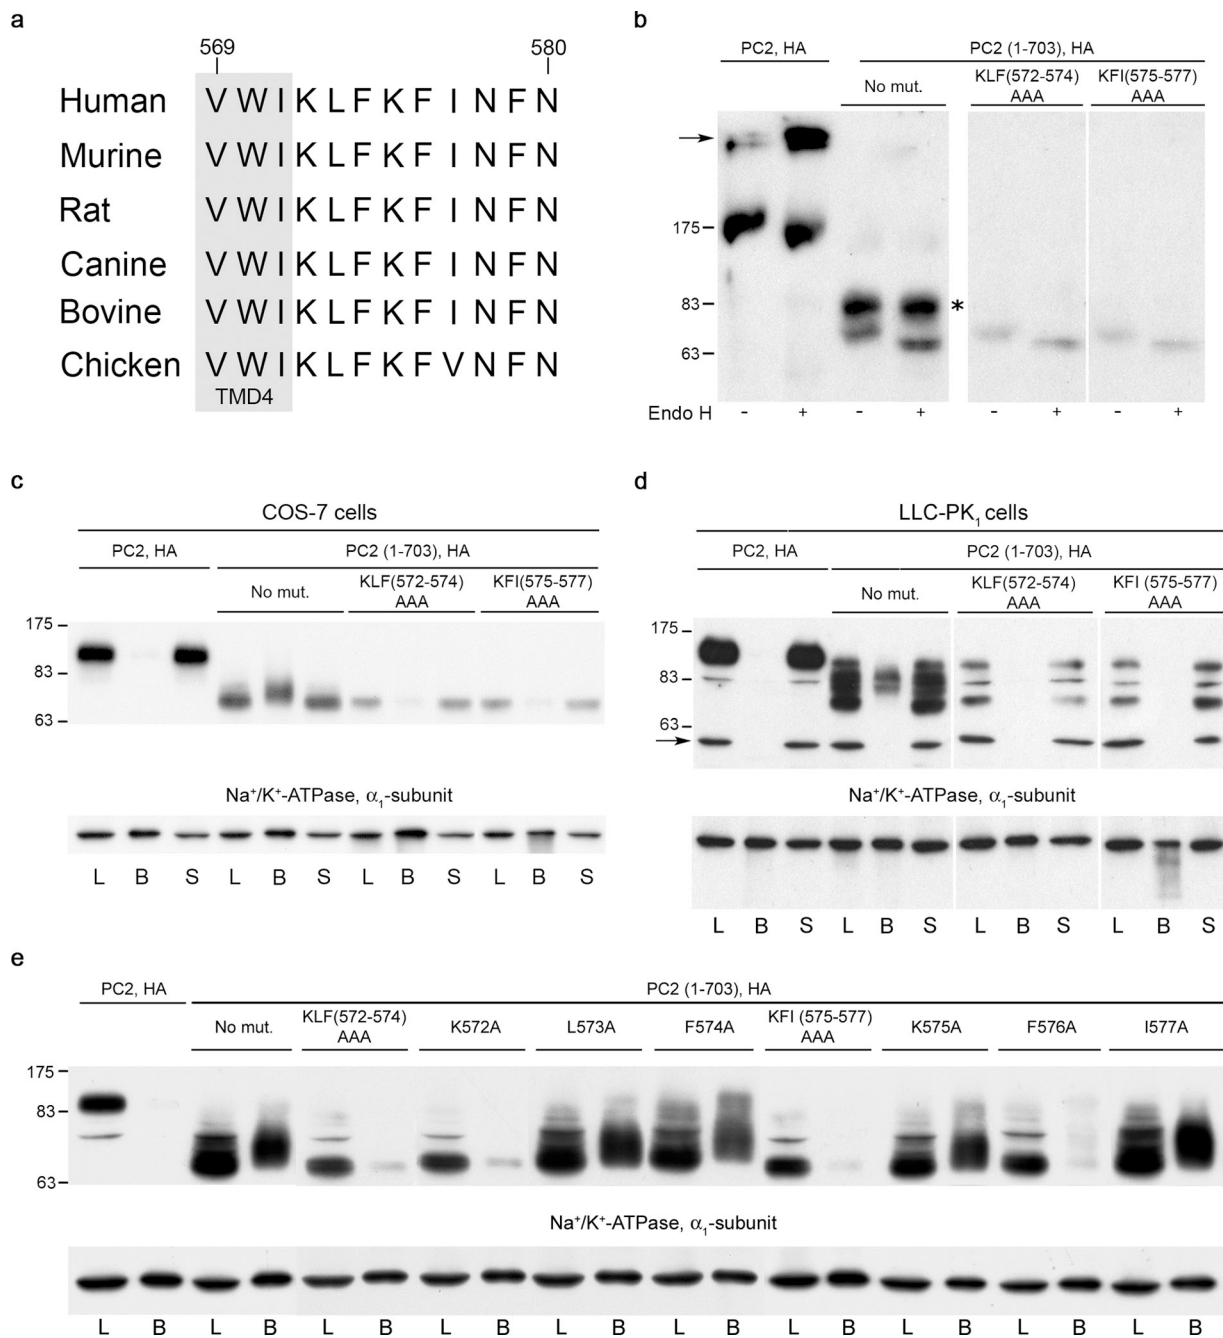 a
569 580
Human V W I K L F K F I N F N
Murine V W I K L F K F I N F N
Rat V W I K L F K F I N F N
Canine V W I K L F K F I N F N
Bovine V W I K L F K F I N F N
Chicken V W I K L F K F V N F N
TMD4
b
PC2, HA PC2 (1-703), HA
No mut. KLF(572-574) AAA KFI(575-577) AAA
175
83 *
63
Endo H - + - + - + - +
c
COS-7 cells
PC2, HA PC2 (1-703), HA
No mut. KLF(572-574) AAA KFI(575-577) AAA
175
83
63
Na⁺/K⁺-ATPase, α₁-subunit
L B S L B S L B S L B S
d
LLC-PK₁ cells
PC2, HA PC2 (1-703), HA
No mut. KLF(572-574) AAA KFI (575-577) AAA
175
83
63
Na⁺/K⁺-ATPase, α₁-subunit
L B S L B S L B S L B S
e
PC2, HA PC2 (1-703), HA
No mut. KLF(572-574) AAA K572A L573A F574A KFI (575-577) AAA K575A F576A I577A
175
83
63
Na⁺/K⁺-ATPase, α₁-subunit
L B L B L B L B L B L B L B L B L B L B